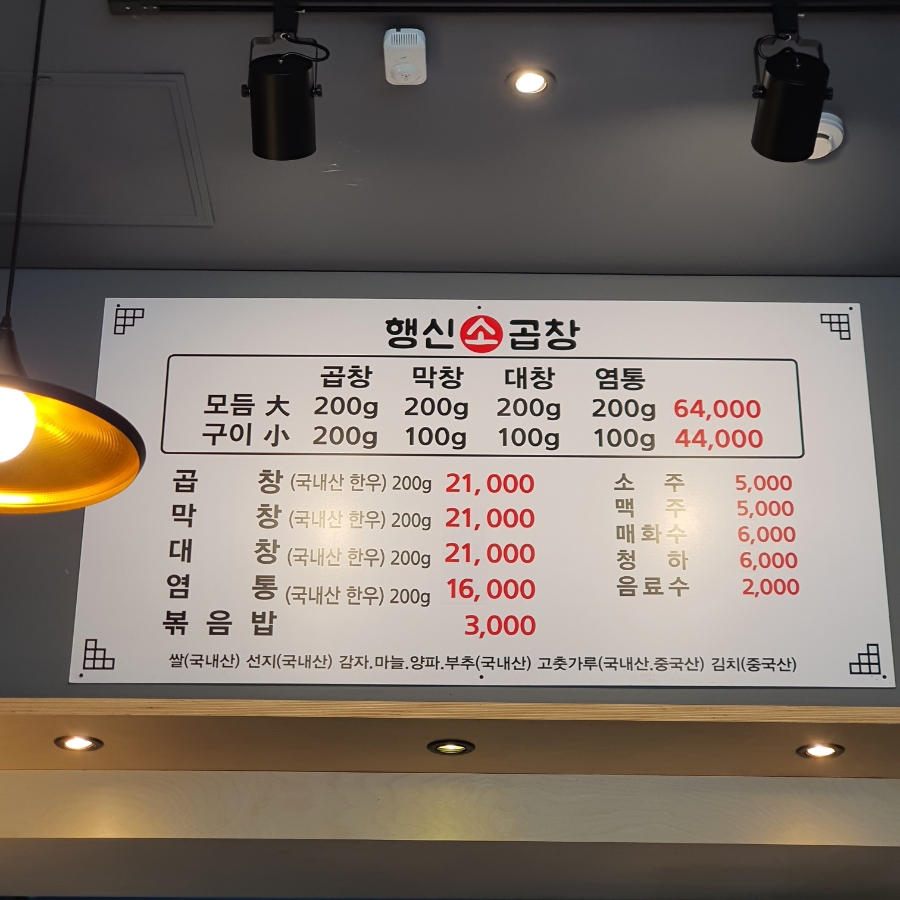 행신소곱창
곱창 막창 대창 염통
모듬 大 200g 200g 200g 200g 64,000
구이 小 200g 100g 100g 100g 44,000
곱창 (국내산 한우) 200g 21,000
막창 (국내산 한우) 200g 21,000
대창 (국내산 한우) 200g 21,000
염통 (국내산 한우) 200g 16,000
볶음밥 3,000
소주 5,000
맥주 5,000
매화수 6,000
청하 6,000
음료수 2,000
쌀(국내산) 선지(국내산) 감자.마늘.양파.부추(국내산) 고춧가루(국내산.중국산) 김치(중국산)